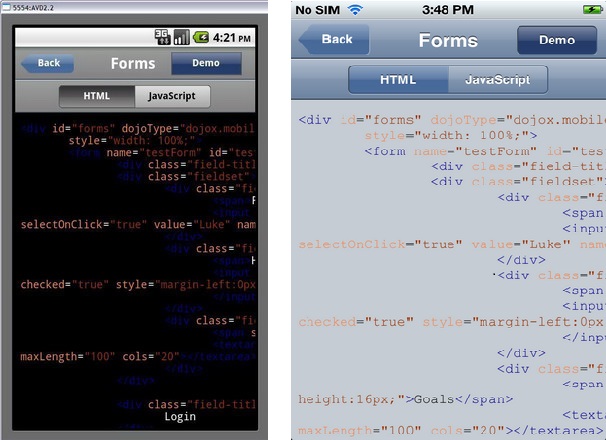 5554:AVD2.2
3G 4:21 PM
Back Forms Demo
HTML JavaScript
<div id="forms" dojoType="dojox.mobil
style="width: 100%;">
<form name="testForm" id="tes
<div class="field-titl
<div class="fieldset"
<div class="fi
<span>
<input
selectOnClick="true" value="Luke" nam
</div>
<div class="fi
<span>
<input
checked="true" style="margin-left:0px
</inpu
</div>
<div class="fi
<span s
<textar
maxLength="100" cols="20"></textarea>
</div>
</div>
<div class="field-titl
Login
No SIM 3:48 PM
Back Forms Demo
HTML JavaScript
<div id="forms" dojoType="dojox.mobile
style="width: 100%;">
<form name="testForm" id="test
<div class="field-titl
<div class="fieldset"
<div class="fi
<span
<input
selectOnClick="true" value="Luke" name
</div>
<div class="fi
<span
<input
checked="true" style="margin-left:0px
</inpu
</div>
<div class="fi
height:16px;">Goals</span>
<texta
maxLength="100" cols="20"></textarea>